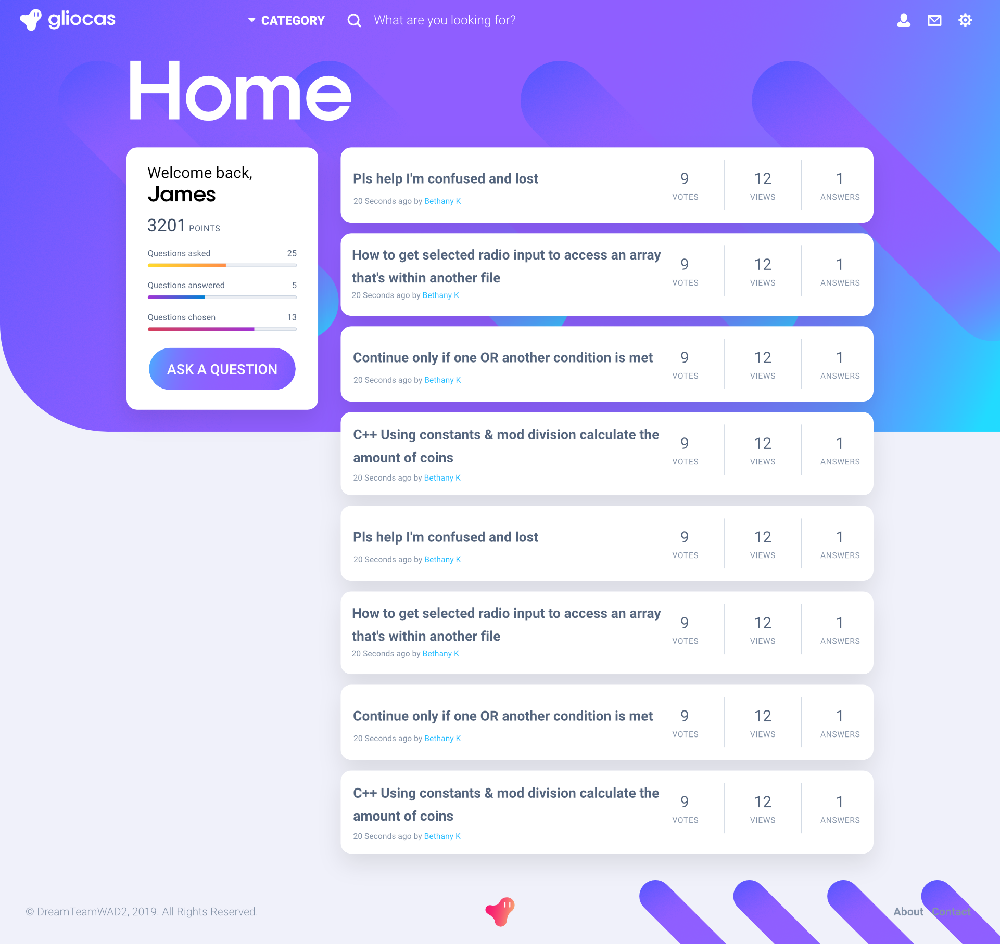 gliocas
CATEGORY
What are you looking for?
Home
Welcome back,
James
3201 POINTS
Questions asked 25
Questions answered 5
Questions chosen 13
ASK A QUESTION
Pls help I'm confused and lost
20 Seconds ago by Bethany K
9 12 1
VOTES VIEWS ANSWERS
How to get selected radio input to access an array
that's within another file
20 Seconds ago by Bethany K
9 12 1
VOTES VIEWS ANSWERS
Continue only if one OR another condition is met
20 Seconds ago by Bethany K
9 12 1
VOTES VIEWS ANSWERS
C++ Using constants & mod division calculate the
amount of coins
20 Seconds ago by Bethany K
9 12 1
VOTES VIEWS ANSWERS
Pls help I'm confused and lost
20 Seconds ago by Bethany K
9 12 1
VOTES VIEWS ANSWERS
How to get selected radio input to access an array
that's within another file
20 Seconds ago by Bethany K
9 12 1
VOTES VIEWS ANSWERS
Continue only if one OR another condition is met
20 Seconds ago by Bethany K
9 12 1
VOTES VIEWS ANSWERS
C++ Using constants & mod division calculate the
amount of coins
20 Seconds ago by Bethany K
9 12 1
VOTES VIEWS ANSWERS
© DreamTeamWAD2, 2019. All Rights Reserved.
About Contact